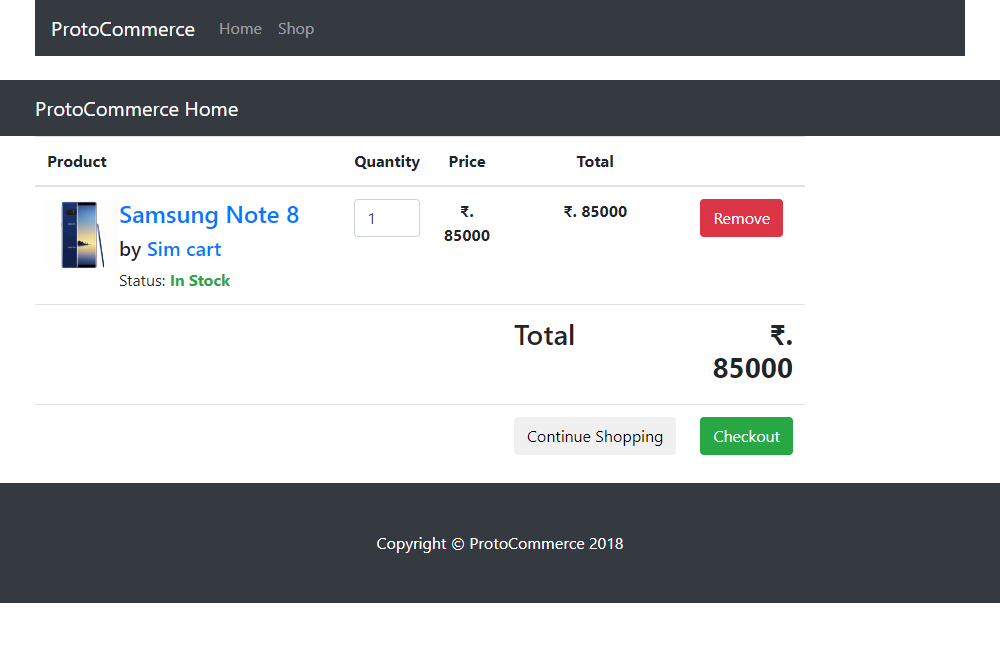 ProtoCommerce Home Shop
ProtoCommerce Home
Product Quantity Price Total
Samsung Note 8 1 ₹. ₹. 85000 Remove
85000
by Sim cart
Status: In Stock
Total ₹.
85000
Continue Shopping Checkout
Copyright © ProtoCommerce 2018